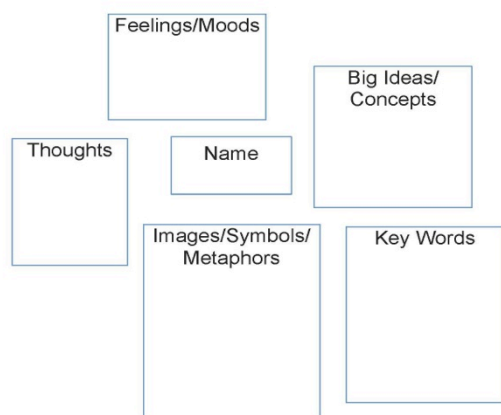 Feelings/Moods
Big Ideas/
Concepts
Thoughts
Name
Images/Symbols/
Metaphors
Key Words